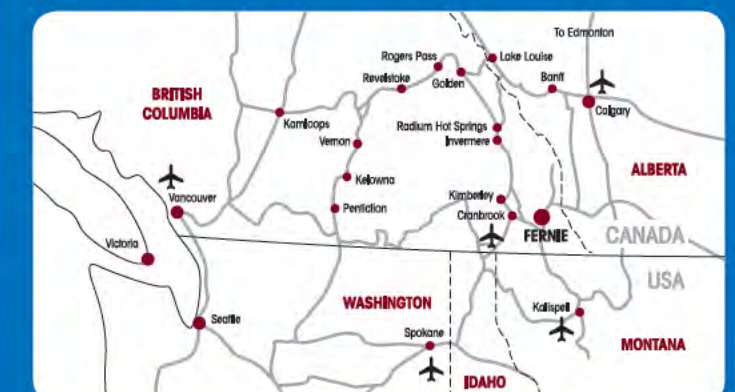 To Edmonton
Rogers Pass
Lake Louise
Revelstoke
Golden
Banff
BRITISH
COLUMBIA
Calgary
Kamloops
Radium Hot Springs
Vernon
Invermere
ALBERTA
Kelowna
Kimberley
Vancouver
Penticton
Cranbrook
FERNIE
CANADA
Victoria
USA
WASHINGTON
Kalispell
Seattle
Spokane
MONTANA
IDAHO